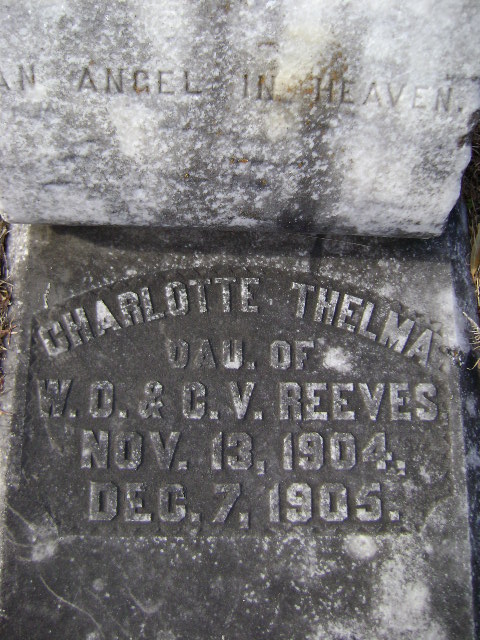 AN ANGEL IN HEAVEN.
CHARLOTTE THELMA
DAU. OF
W. O. & C. V. REEVES
NOV. 13, 1904.
DEC. 7, 1905.